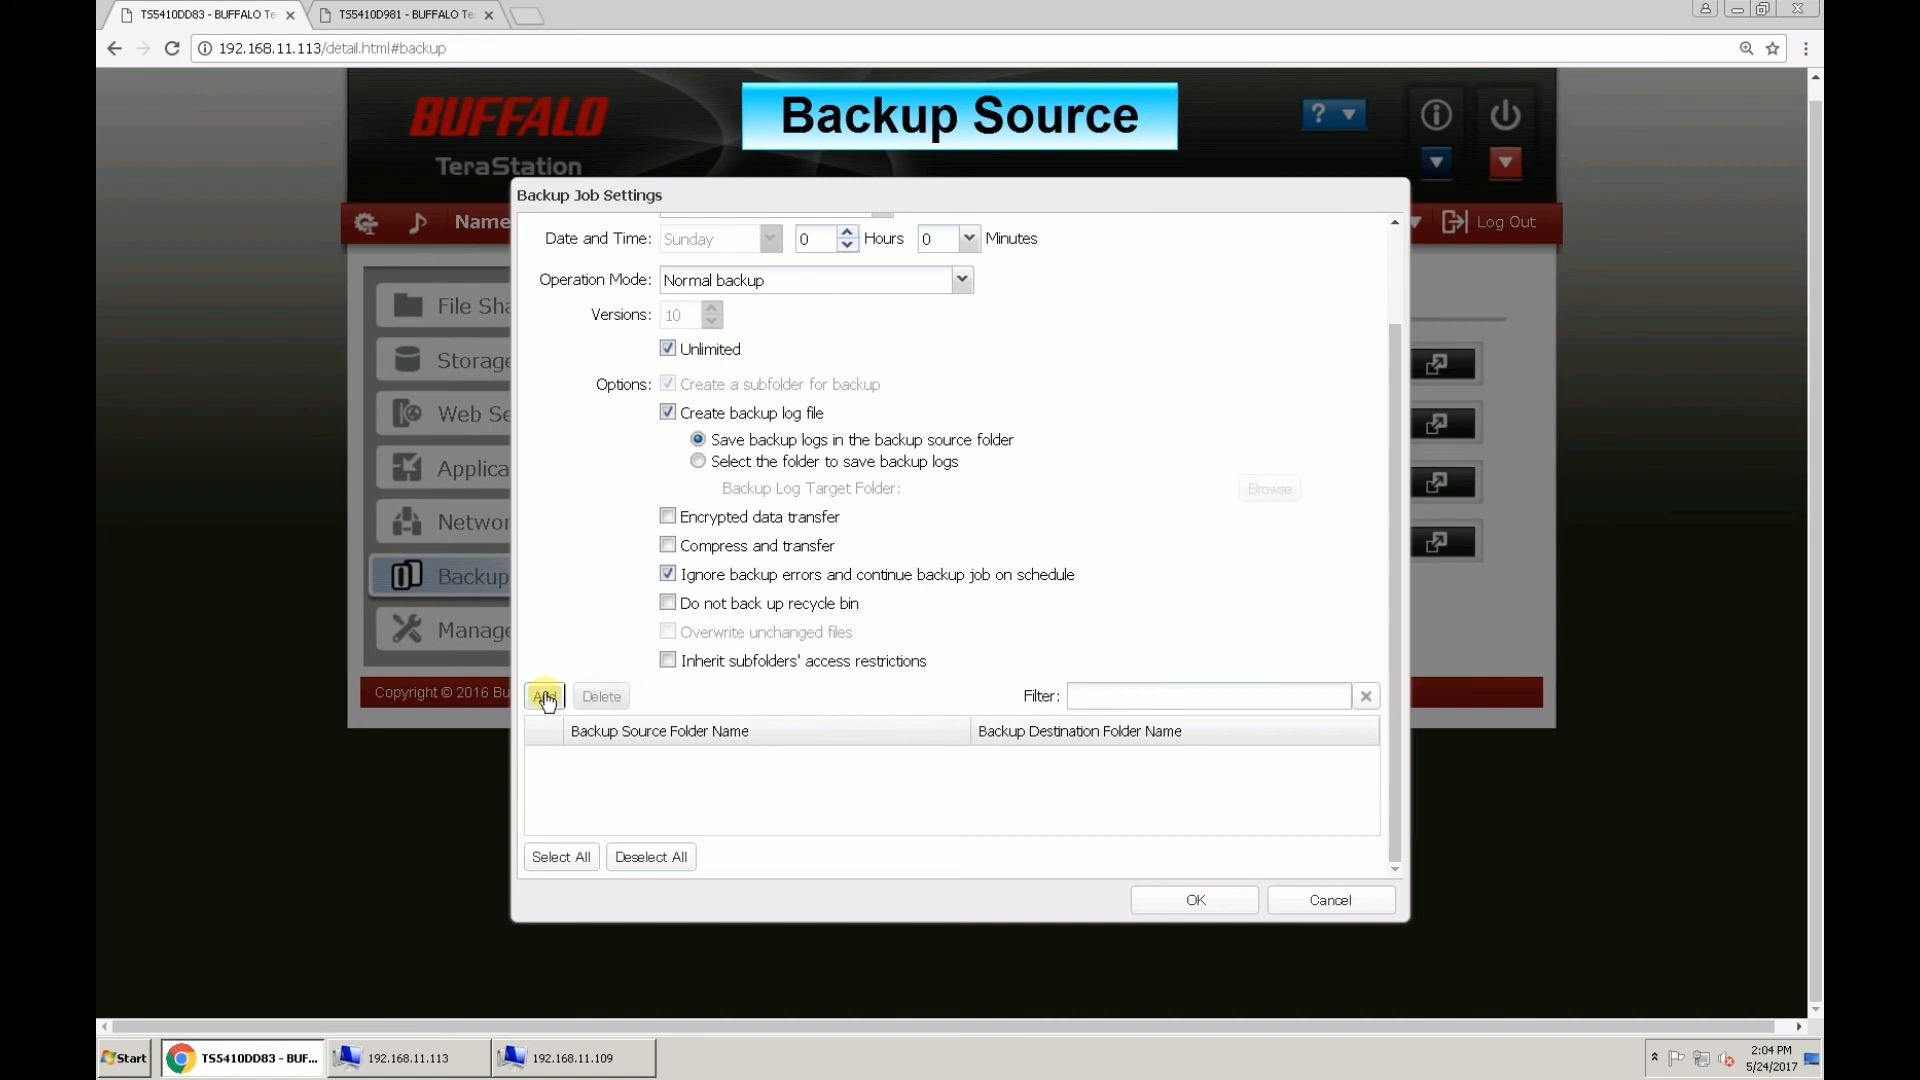 TS5410DD83 - BUFFALO Te
TS5410D981 - BUFFALO Te
192.168.11.113/detail.html#backup
Backup Source
BUFFALO
TeraStation
?
Name
Log Out
Backup Job Settings
Date and Time: Sunday 0 Hours 0 Minutes
Operation Mode: Normal backup
Versions: 10
Unlimited
Options: Create a subfolder for backup
Create backup log file
Save backup logs in the backup source folder
Select the folder to save backup logs
Backup Log Target Folder: Browse
Encrypted data transfer
Compress and transfer
Ignore backup errors and continue backup job on schedule
Do not back up recycle bin
Overwrite unchanged files
Inherit subfolders' access restrictions
File Sha
Storage
Web Se
Applica
Networ
Backup
Manage
Copyright © 2016 Bu
Add Delete Filter:
Backup Source Folder Name Backup Destination Folder Name
Select All Deselect All
OK Cancel
Start TS5410DD83 - BUF... 192.168.11.113 192.168.11.109
2:04 PM
5/24/2017